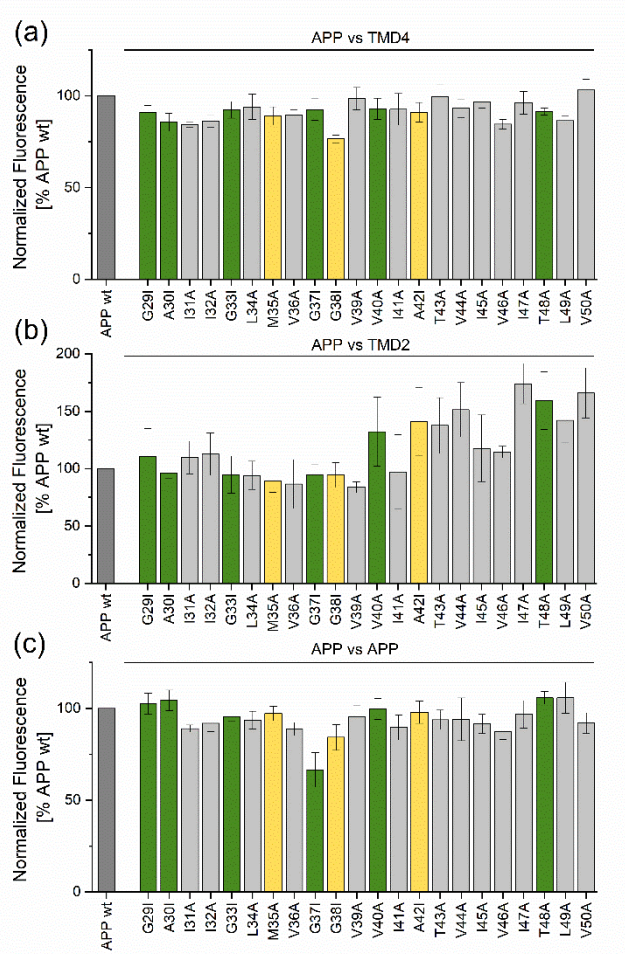 (a)
APP vs TMD4
Normalized Fluorescence
[% APP wt]
100
50
0
APP wt G29I A30I I31A I32A G33I L34A M35A V36A G37I G38I V39A V40A I41A A42I T43A V44A I45A V46A I47A T48A L49A V50A
(b)
APP vs TMD2
Normalized Fluorescence
[% APP wt]
200
150
100
50
0
APP wt G29I A30I I31A I32A G33I L34A M35A V36A G37I G38I V39A V40A I41A A42I T43A V44A I45A V46A I47A T48A L49A V50A
(c)
APP vs APP
Normalized Fluorescence
[% APP wt]
100
50
0
APP wt G29I A30I I31A I32A G33I L34A M35A V36A G37I G38I V39A V40A I41A A42I T43A V44A I45A V46A I47A T48A L49A V50A